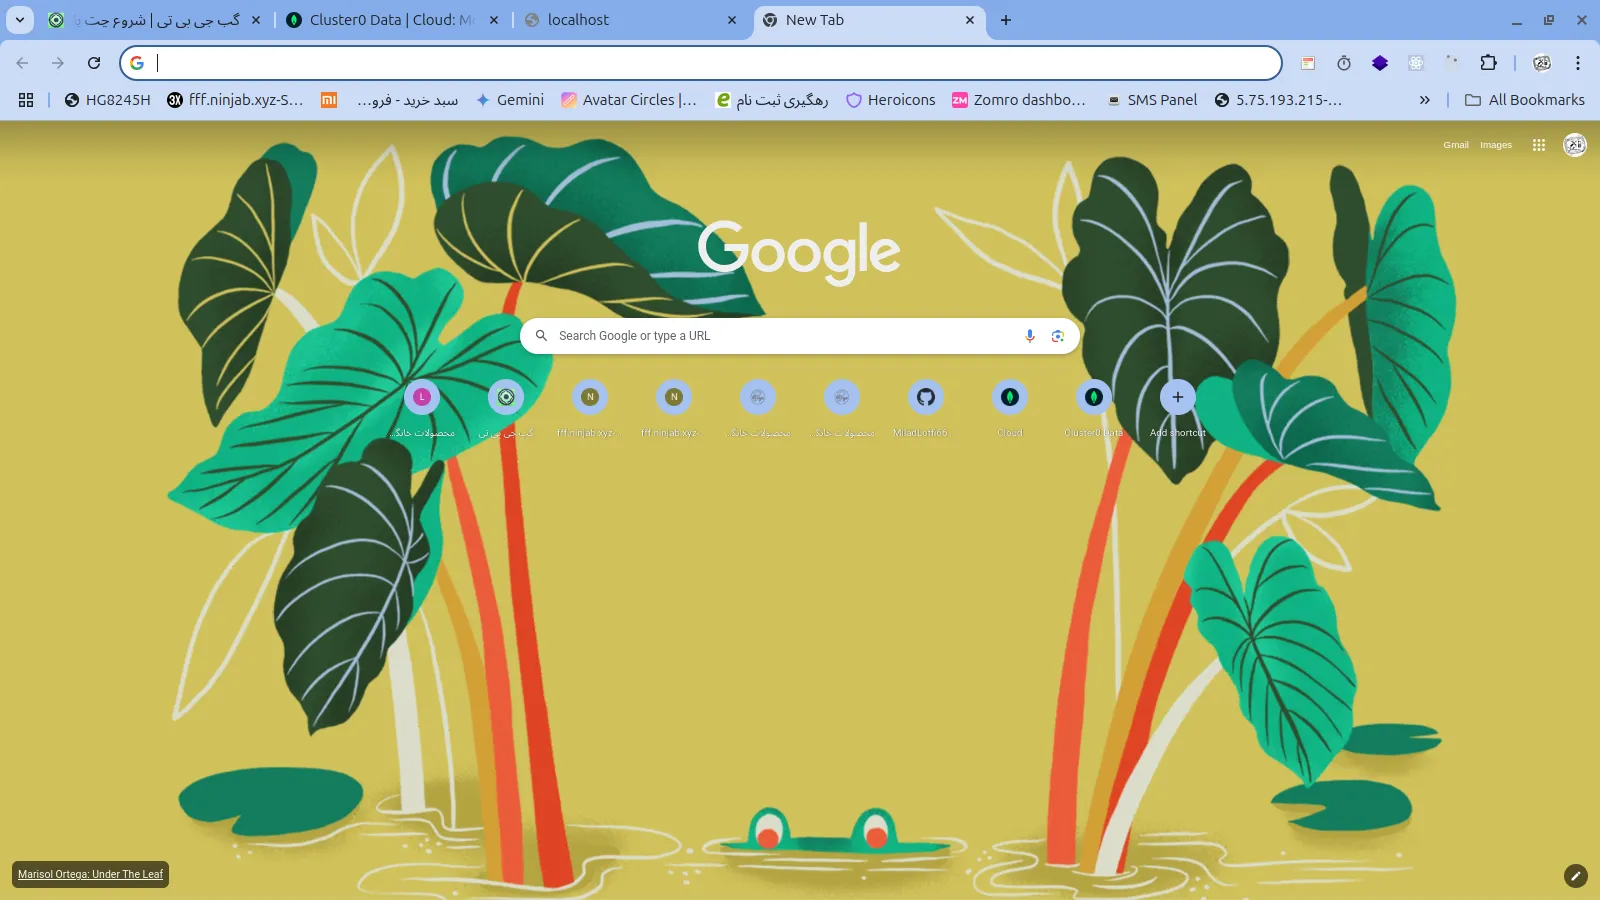 گپ جی پی تی | شروع چت با
Cluster0 Data | Cloud: Mo
localhost
New Tab
HG8245H
fff.ninjab.xyz-S...
سبد خرید - فرو...
Gemini
Avatar Circles |...
رهگیری ثبت نام
Heroicons
Zomro dashbo...
SMS Panel
5.75.193.215-...
All Bookmarks
Gmail
Images
Google
Search Google or type a URL
محصولات خانگ...
گپ جی پی تی
fff.ninjab.xyz-...
fff.ninjab.xyz-...
محصولات خانگ...
محصولات خانگ...
MiladLotfi66...
Cloud
Cluster0 Data
Add shortcut
Marisol Ortega: Under The Leaf